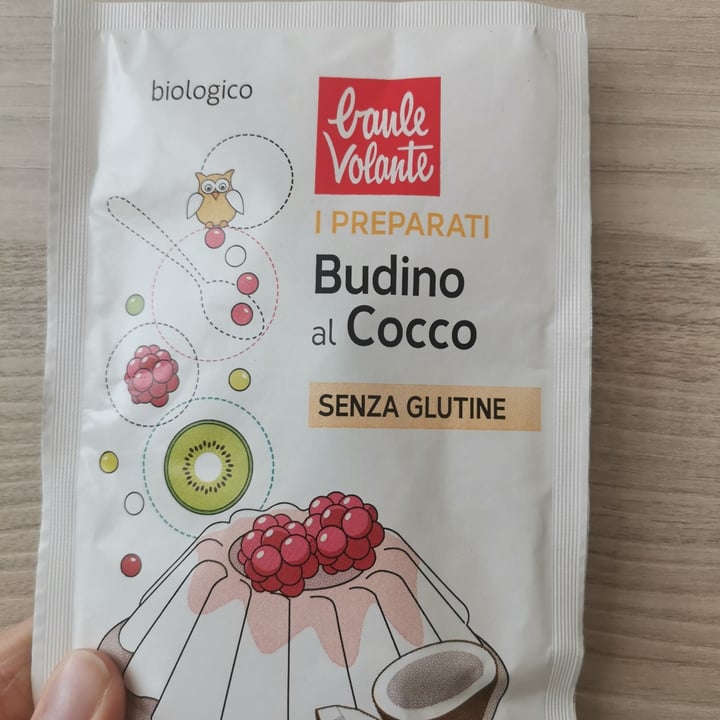 biologico
baule
volante
I PREPARATI
Budino
al Cocco
SENZA GLUTINE